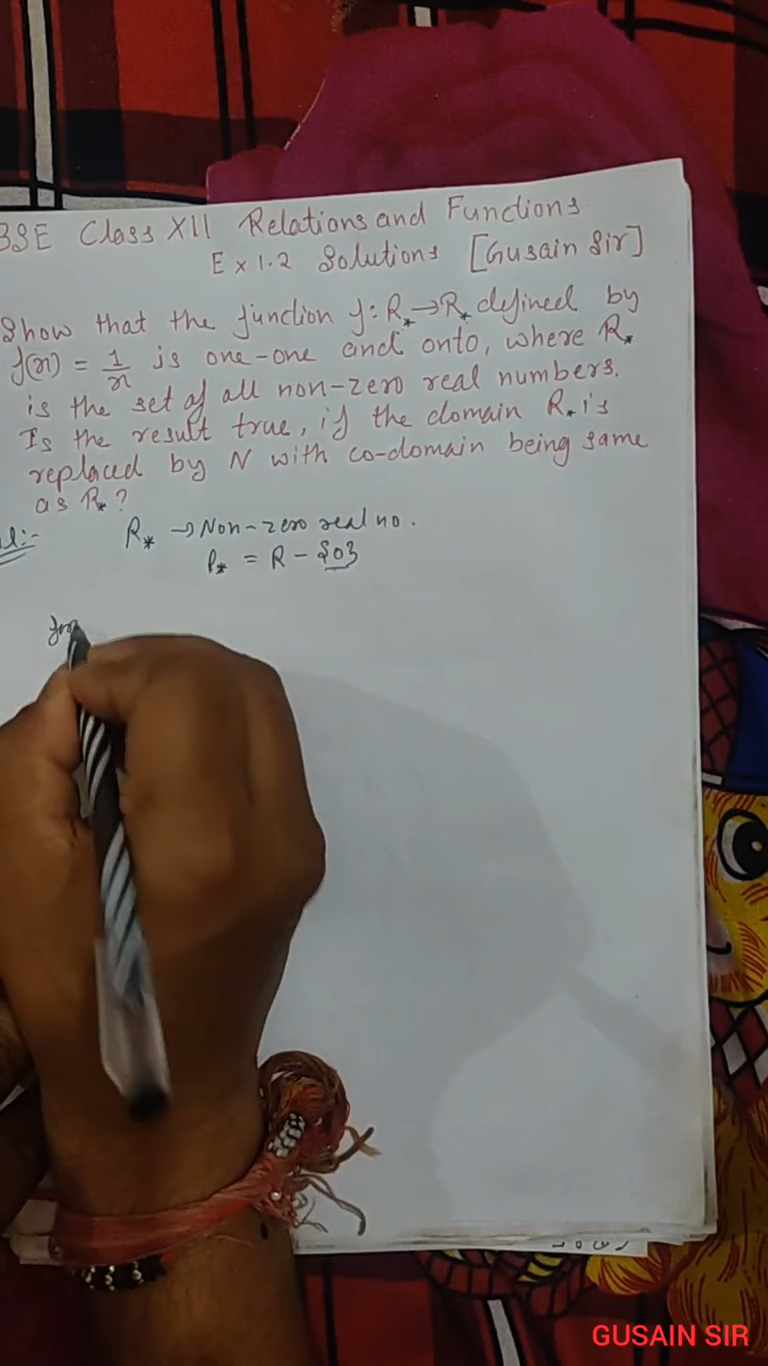 BSE Class XII Relations and Functions
Ex 1.2 Solutions [Gusain Sir]
Show that the function f: R* → R* defined by
f(x) = 1/x is one-one and onto, where R*
is the set of all non-zero real numbers.
Is the result true, if the domain R* is
replaced by N with co-domain being same
as R*?
R* → Non-zero real no.
R* = R - {0}
for
GUSAIN SIR